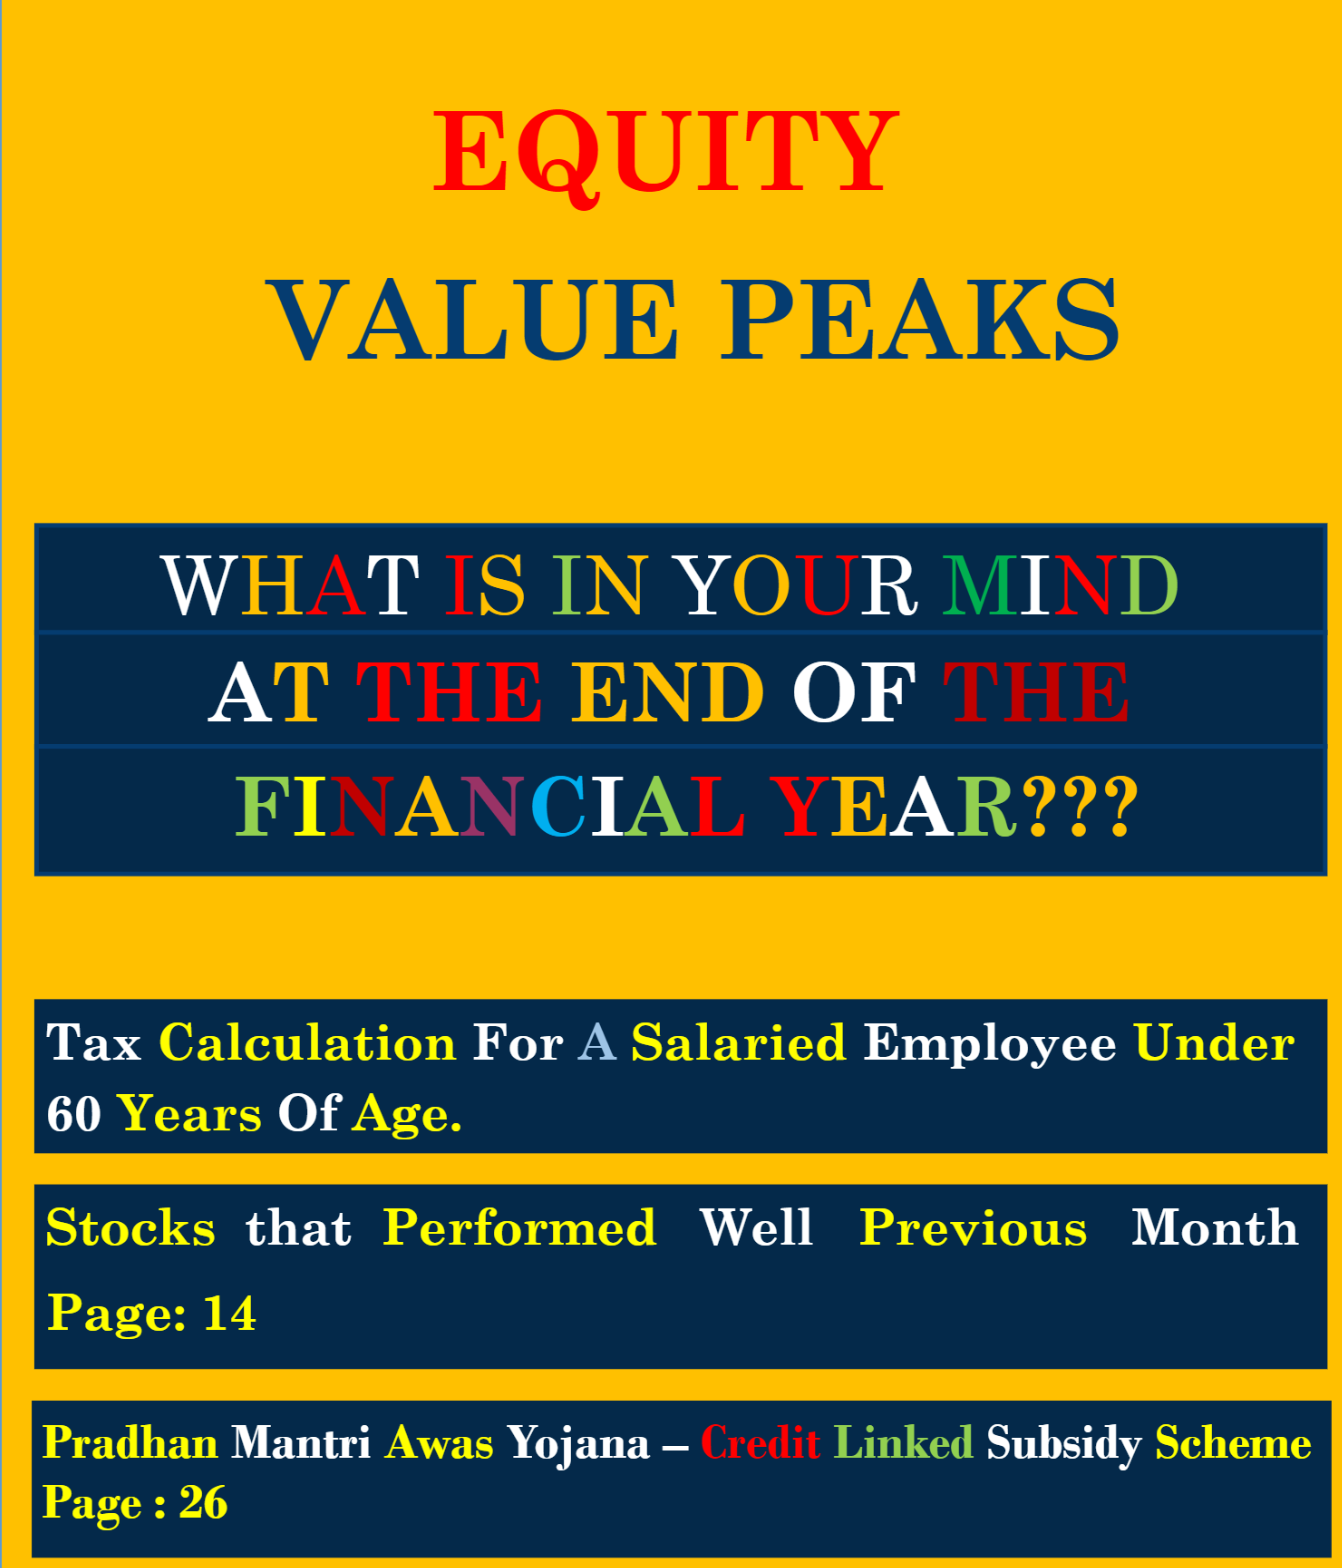 EQUITY
VALUE PEAKS
WHAT IS IN YOUR MIND
AT THE END OF THE
FINANCIAL YEAR???
Tax Calculation For A Salaried Employee Under
60 Years Of Age.
Stocks that Performed Well Previous Month
Page: 14
Pradhan Mantri Awas Yojana – Credit Linked Subsidy Scheme
Page : 26